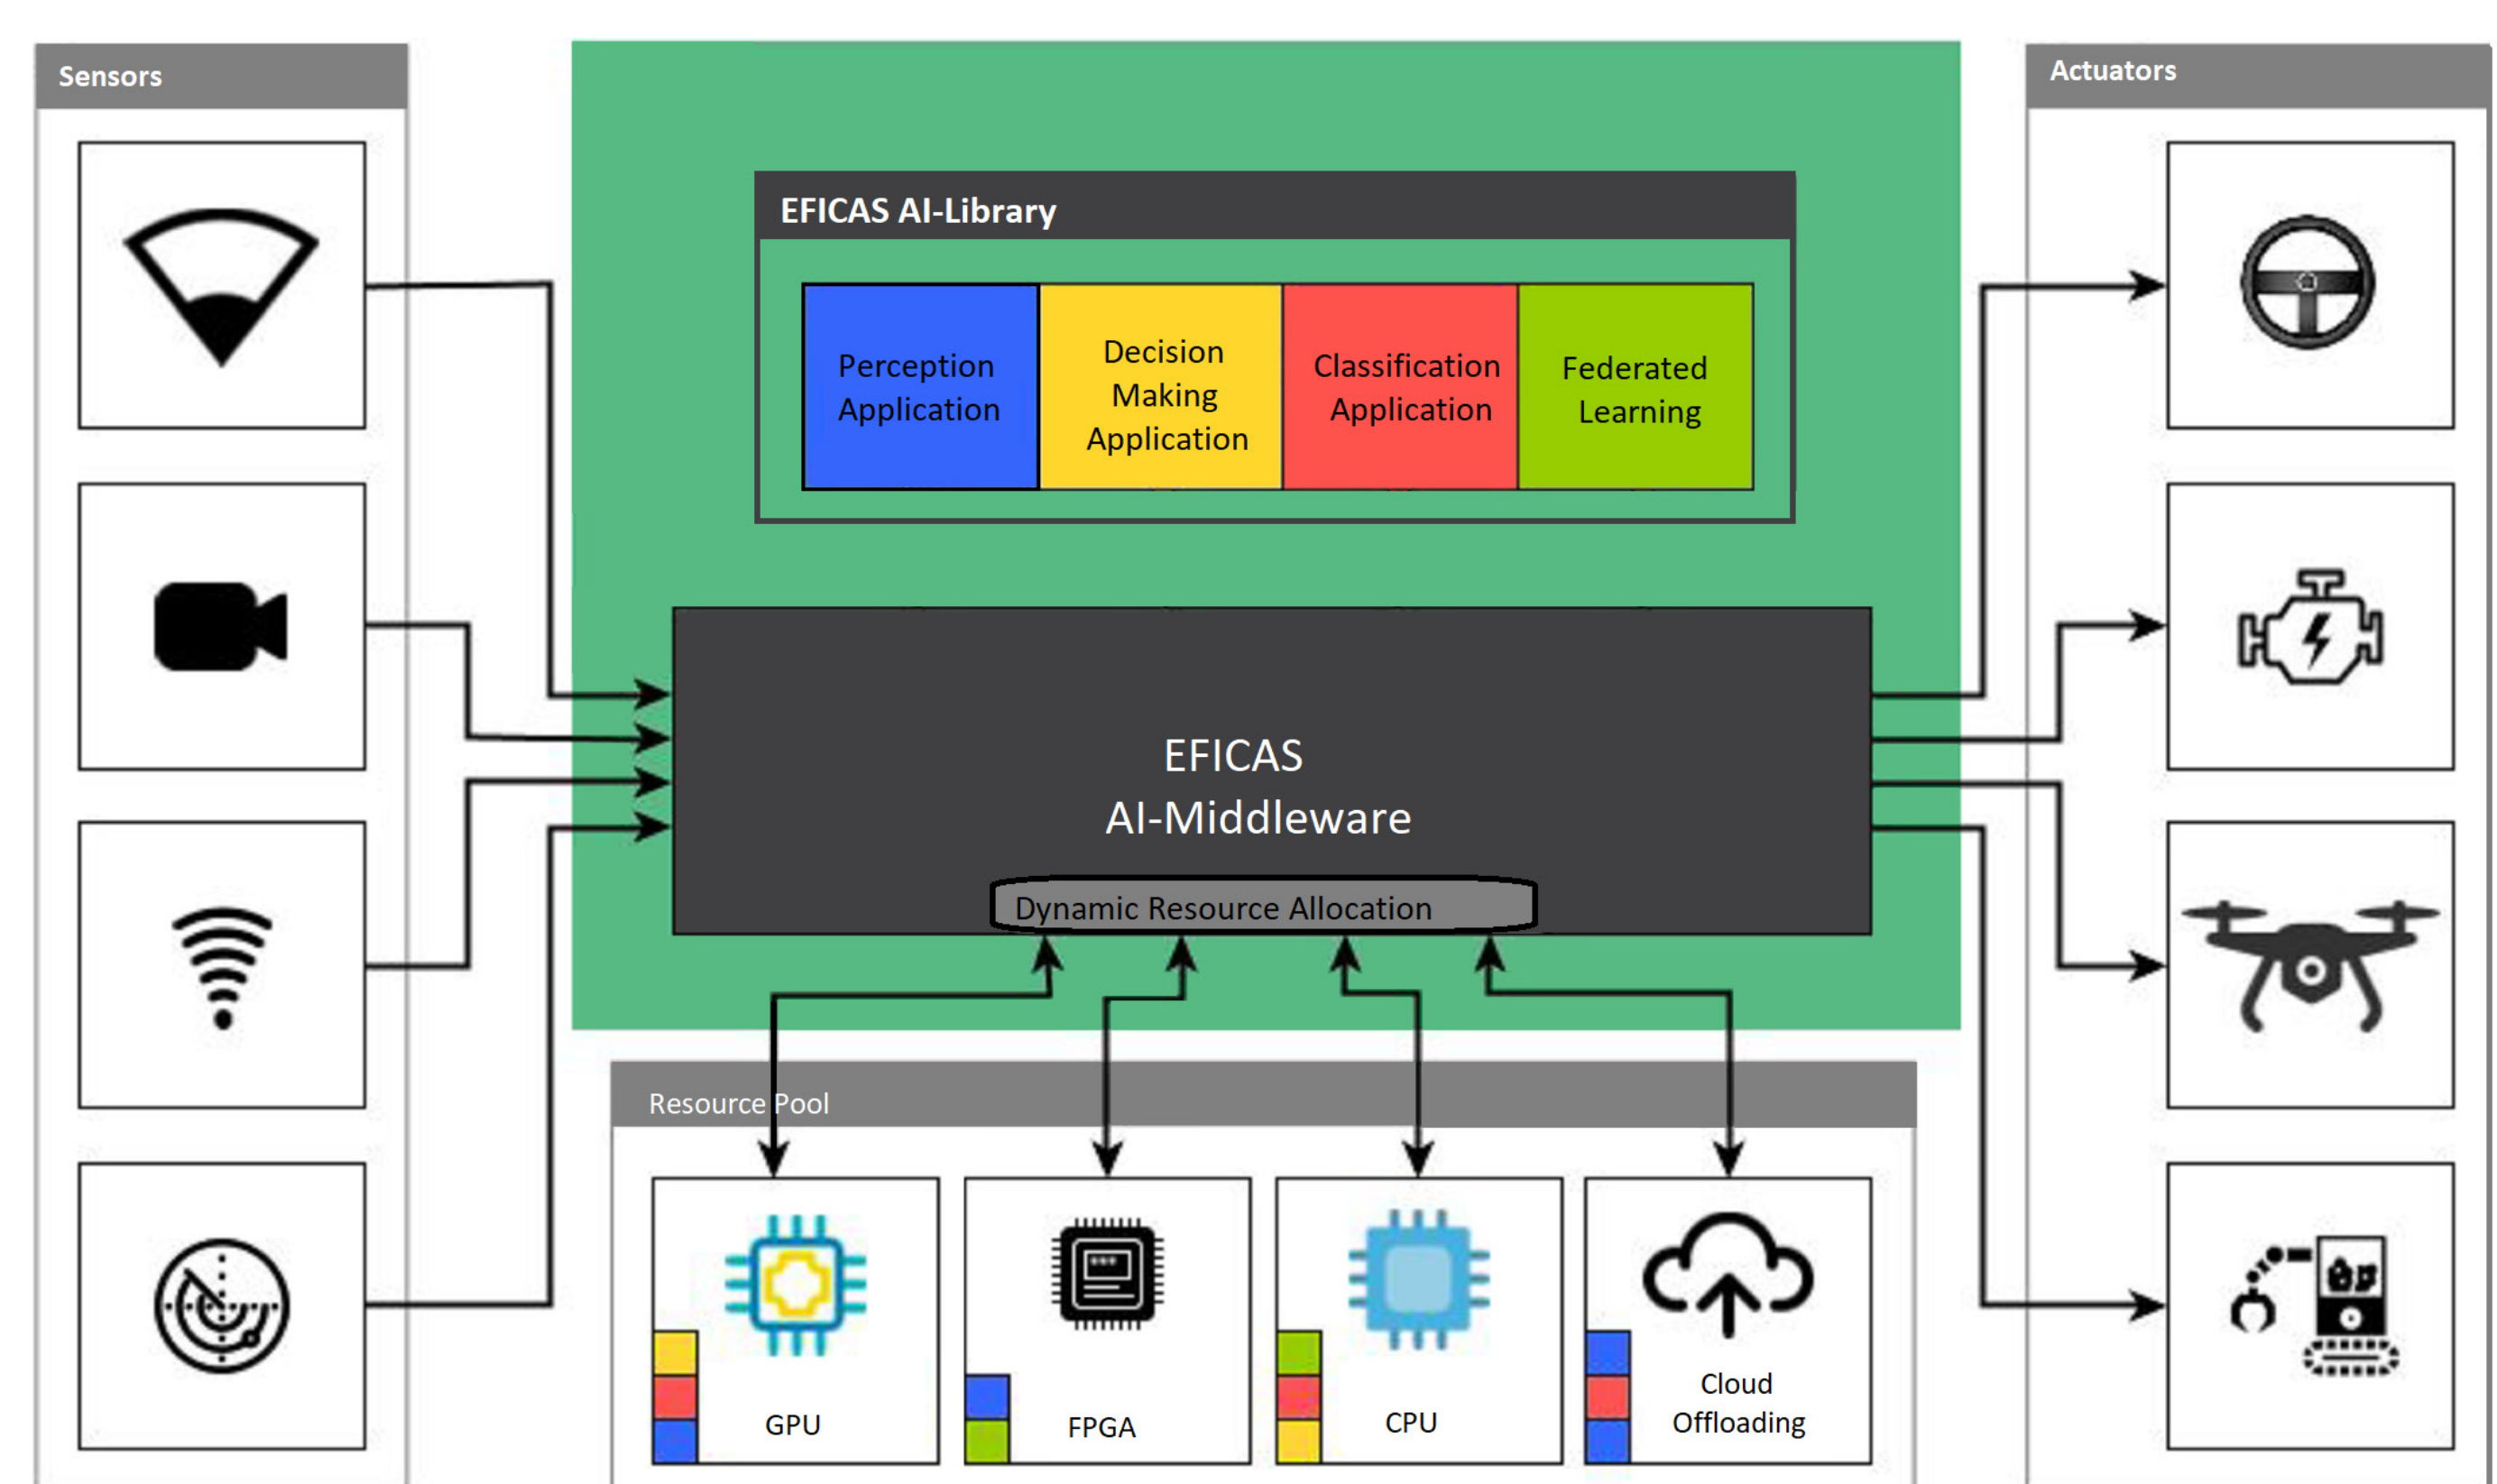 Sensors
EFICAS AI-Library
Perception
Application
Decision
Making
Application
Classification
Application
Federated
Learning
EFICAS
AI-Middleware
Dynamic Resource Allocation
Resource Pool
GPU
FPGA
CPU
Cloud
Offloading
Actuators